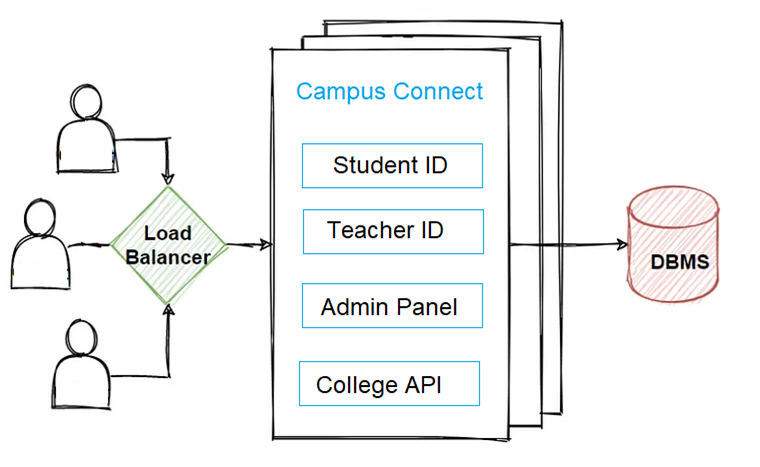 Campus Connect
Student ID
Teacher ID
Load
Balancer
DBMS
Admin Panel
College API